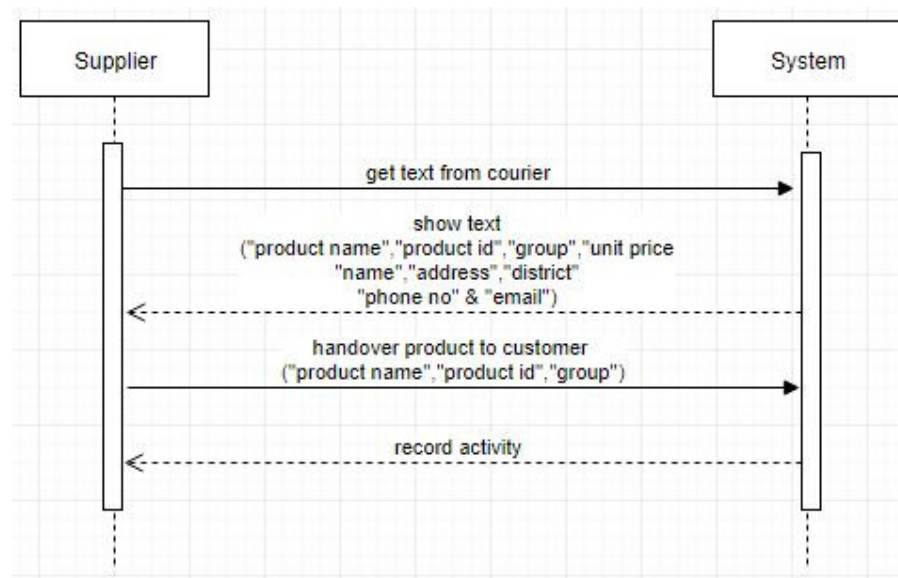 Supplier
System
get text from courier
show text
("product name","product id","group","unit price
"name","address","district"
"phone no" & "email")
handover product to customer
("product name","product id","group")
record activity